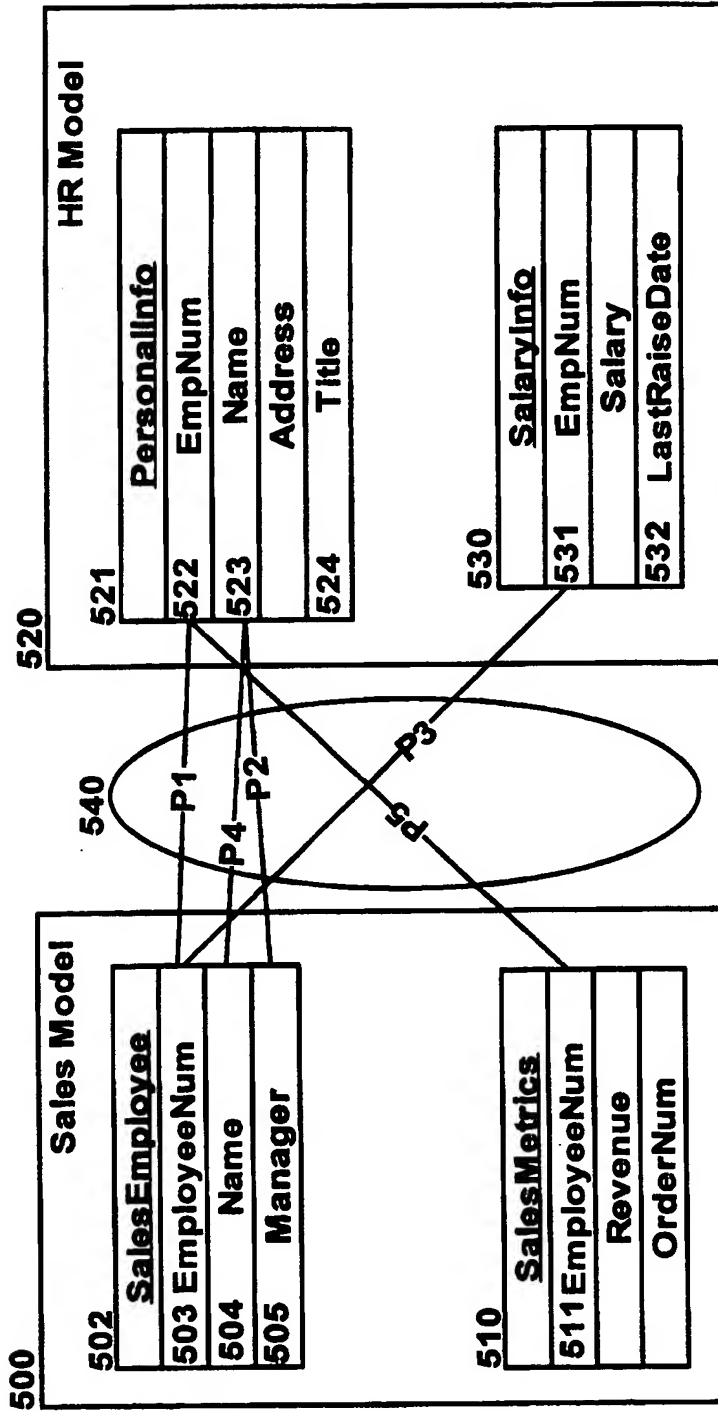 500
Sales Model
502
SalesEmployee
503 EmployeeNum
504 Name
505 Manager
510
SalesMetrics
511EmployeeNum
Revenue
OrderNum
540
P1
P4
P2
P3
P5
520
HR Model
521
PersonalInfo
522 EmpNum
523 Name
Address
524 Title
530
SalaryInfo
531 EmpNum
Salary
532 LastRaiseDate